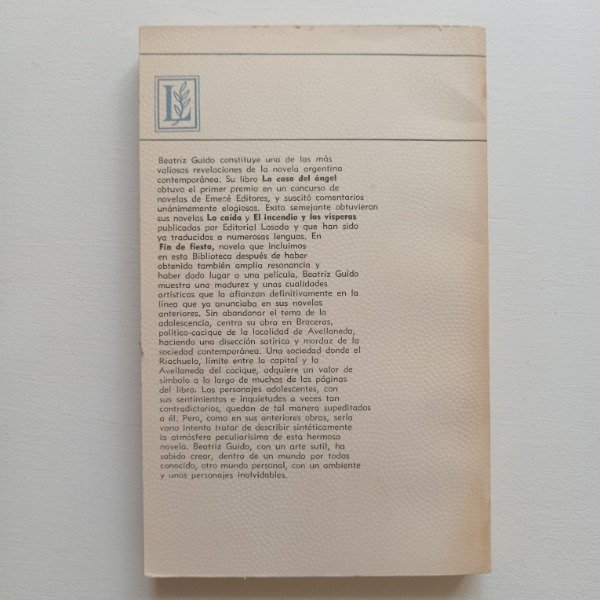 L
Beatriz Guido constituye una de las más
valiosas revelaciones de la novela argentina
contemporánea. Su libro La casa del ángel
obtuvo el primer premio en un concurso de
novelas de Emecé Editores, y suscitó comentarios
unánimemente elogiosos. Éxito semejante obtuvieron
sus novelas La caída y El incendio y las vísperas
publicadas por Editorial Losada y que han sido
ya traducidas a numerosas lenguas. En
Fin de fiesta, novela que incluimos
en esta Biblioteca después de haber
obtenido también amplia resonancia y
haber dado lugar a una película, Beatriz Guido
muestra una madurez y unas cualidades
artísticas que la afianzan definitivamente en la
línea que ya anunciaba en sus novelas
anteriores. Sin abandonar el tema de la
adolescencia, centra su obra en Braceras,
político-cacique de la localidad de Avellaneda,
haciendo una disección satírica y mordaz de la
sociedad contemporánea. Una sociedad donde el
Riachuelo, límite entre la capital y la
Avellaneda del cacique, adquiere un valor de
símbolo a lo largo de muchas de las páginas
del libro. Los personajes adolescentes, con
sus sentimientos e inquietudes a veces tan
contradictorios, quedan de tal manera supeditados
a él. Pero, como en sus anteriores obras, sería
vano intento tratar de describir sintéticamente
la atmósfera peculiarísima de esta hermosa
novela. Beatriz Guido, con un arte sutil, ha
sabido crear, dentro de un mundo por todos
conocido, otro mundo personal, con un ambiente
y unos personajes inolvidables.